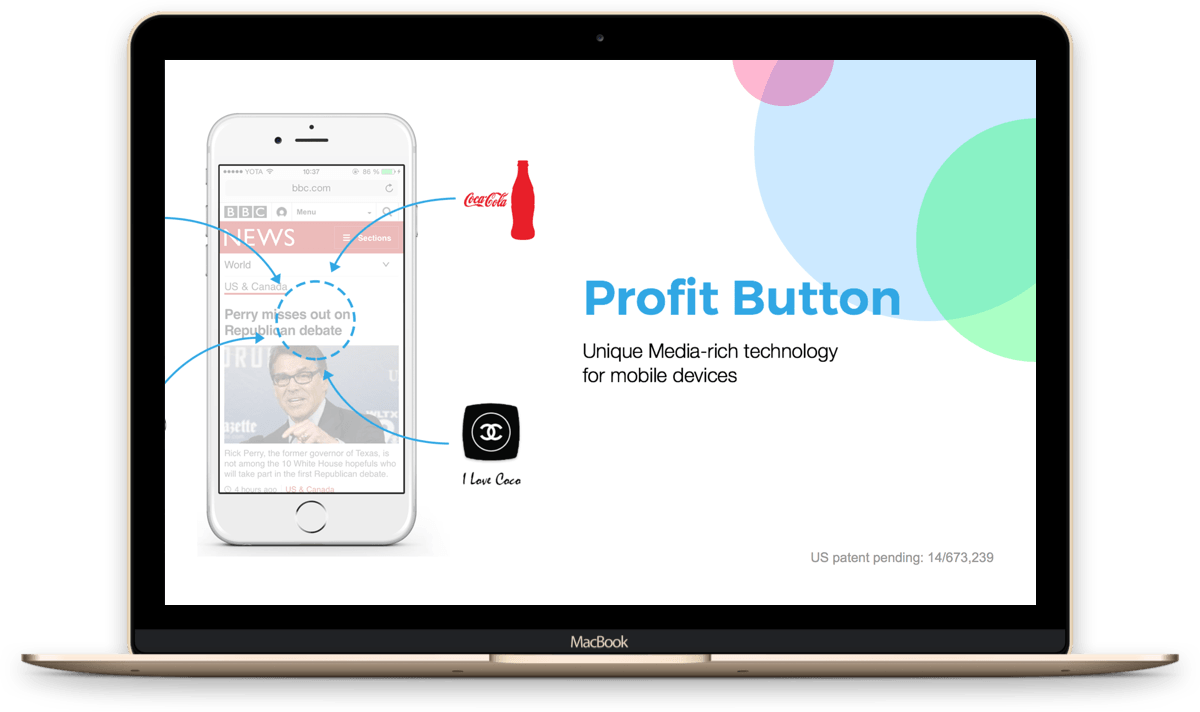 YOTA 10:37 86 %
bbc.com
BBC Menu
NEWS Sections
World
US & Canada
Perry misses out on
Republican debate
Rick Perry, the former governor of Texas, is
not among the 10 White House hopefuls who
will take part in the first Republican debate.
4 hours ago US & Canada
Coca-Cola
I Love Coco
Profit Button
Unique Media-rich technology
for mobile devices
US patent pending: 14/673,239
MacBook